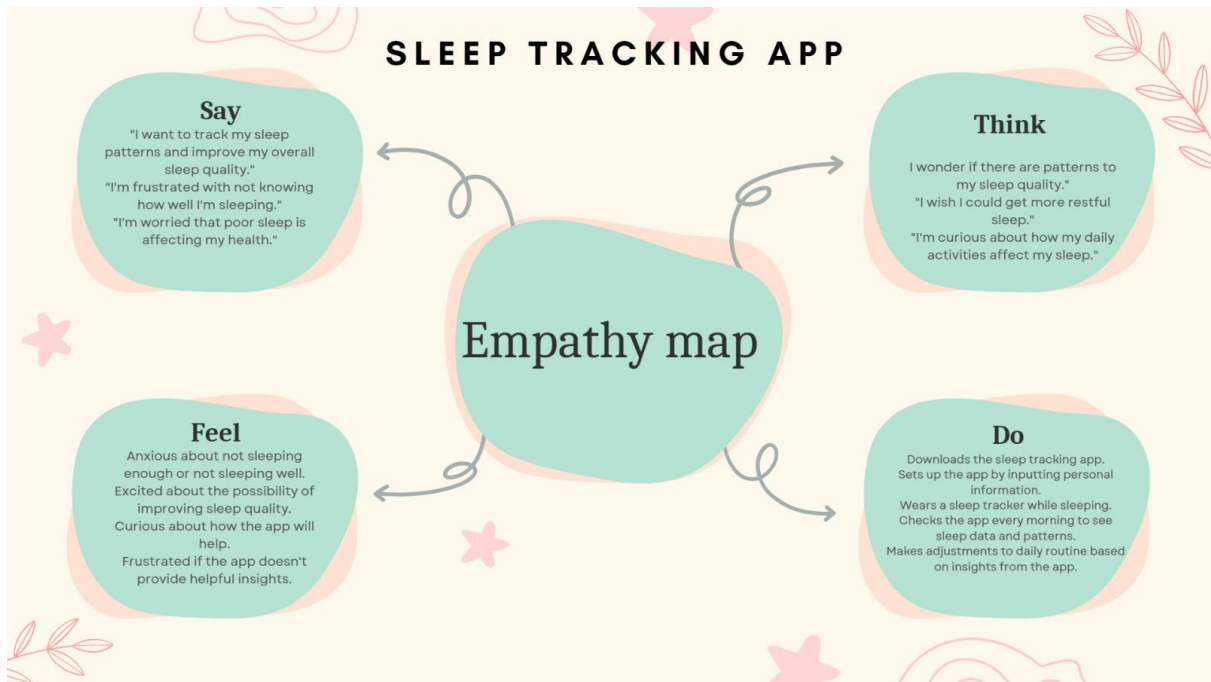 SLEEP TRACKING APP
Say
"I want to track my sleep
patterns and improve my overall
sleep quality."
"I'm frustrated with not knowing
how well I'm sleeping."
"I'm worried that poor sleep is
affecting my health."
Think
I wonder if there are patterns to
my sleep quality."
"I wish I could get more restful
sleep."
"I'm curious about how my daily
activities affect my sleep."
Empathy map
Feel
Anxious about not sleeping
enough or not sleeping well.
Excited about the possibility of
improving sleep quality.
Curious about how the app will
help.
Frustrated if the app doesn't
provide helpful insights.
Do
Downloads the sleep tracking app.
Sets up the app by inputting personal
information.
Wears a sleep tracker while sleeping.
Checks the app every morning to see
sleep data and patterns.
Makes adjustments to daily routine based
on insights from the app.